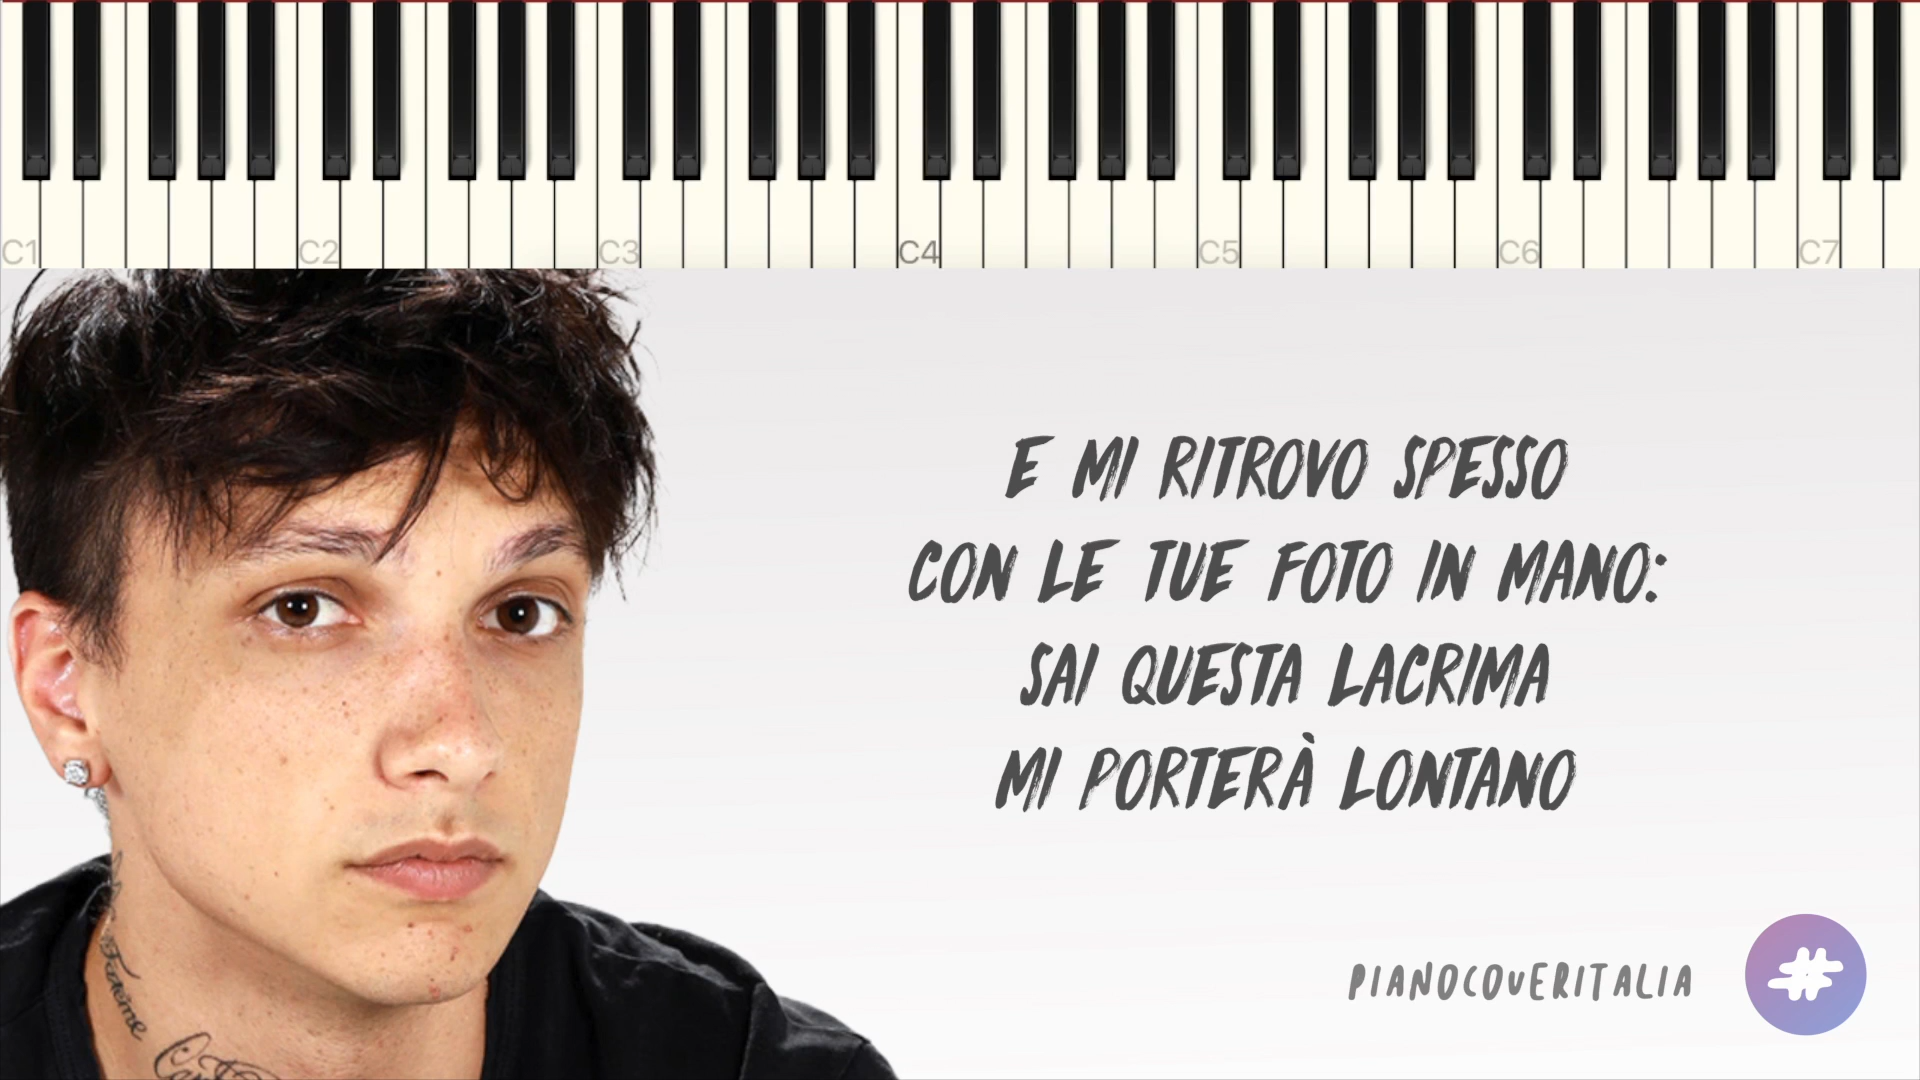 C1 C2 C3 C4 C5 C6 C7
E MI RITROVO SPESSO
CON LE TUE FOTO IN MANO:
SAI QUESTA LACRIMA
MI PORTERÀ LONTANO
PIANOCOVERITALIA
#